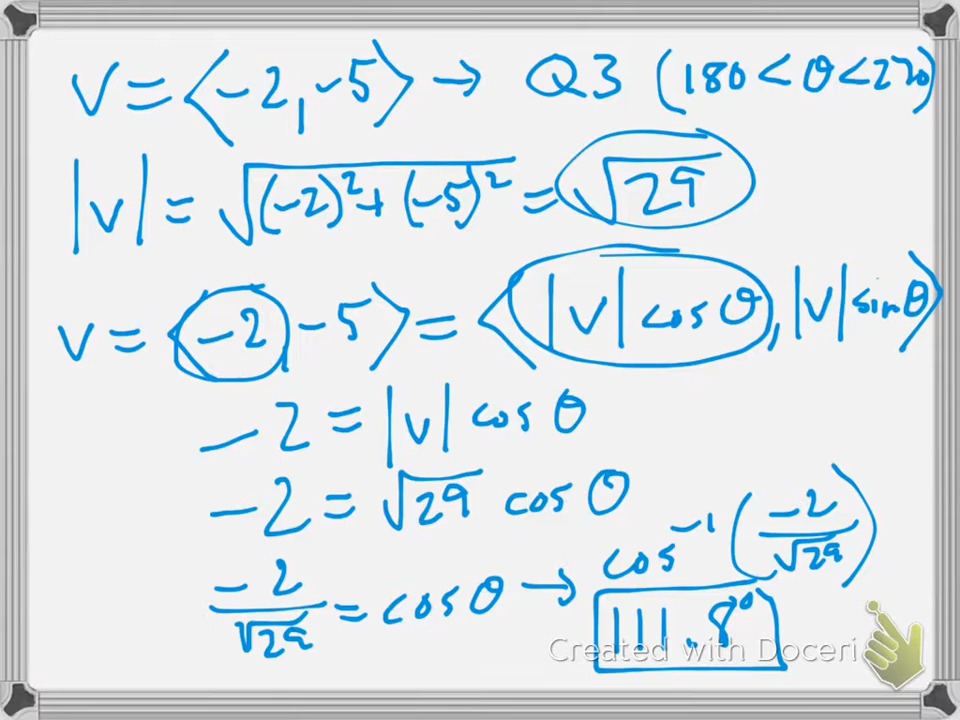 v = ⟨-2, -5⟩ → Q3 (180 < θ < 270)
|v| = √((-2)² + (-5)²) = √29
v = ⟨-2 -5⟩ = ⟨|v| cos θ, |v| sin θ⟩
-2 = |v| cos θ
-2 = √29 cos θ
-2/√29 = cos θ → cos⁻¹(-2/√29)
111.8°
Created with Doceri